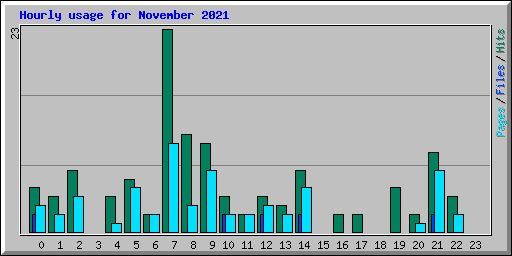 Hourly usage for November 2021
23
Pages/Files/Hits
0 1 2 3 4 5 6 7 8 9 10 11 12 13 14 15 16 17 18 19 20 21 22 23